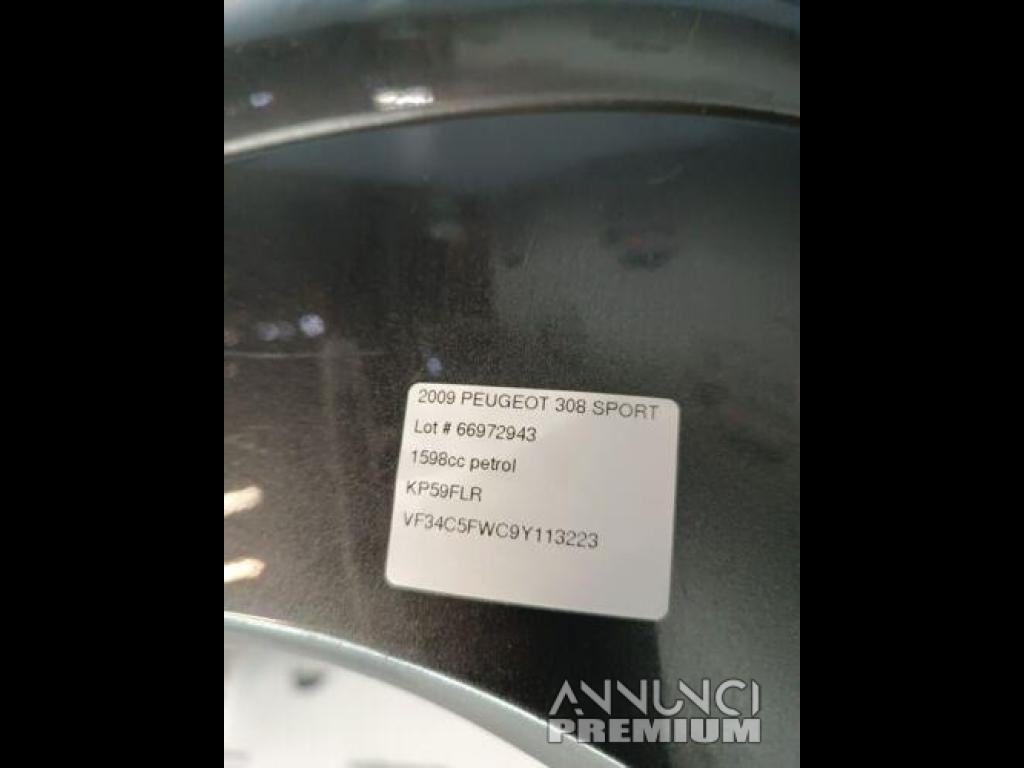 2009 PEUGEOT 308 SPORT
Lot # 66972943
1598cc petrol
KP59FLR
VF34C5FWC9Y113223
ANNUNCI
PREMIUM